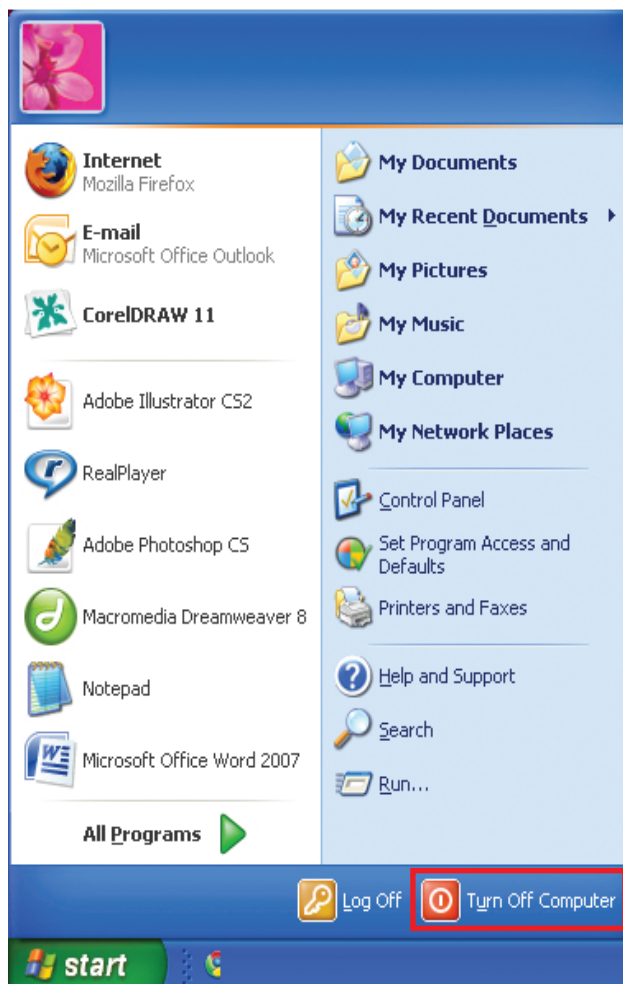 Internet
Mozilla Firefox
E-mail
Microsoft Office Outlook
CorelDRAW 11
Adobe Illustrator CS2
RealPlayer
Adobe Photoshop CS
Macromedia Dreamweaver 8
Notepad
Microsoft Office Word 2007
All Programs
My Documents
My Recent Documents
My Pictures
My Music
My Computer
My Network Places
Control Panel
Set Program Access and
Defaults
Printers and Faxes
Help and Support
Search
Run...
Log Off
Turn Off Computer
start